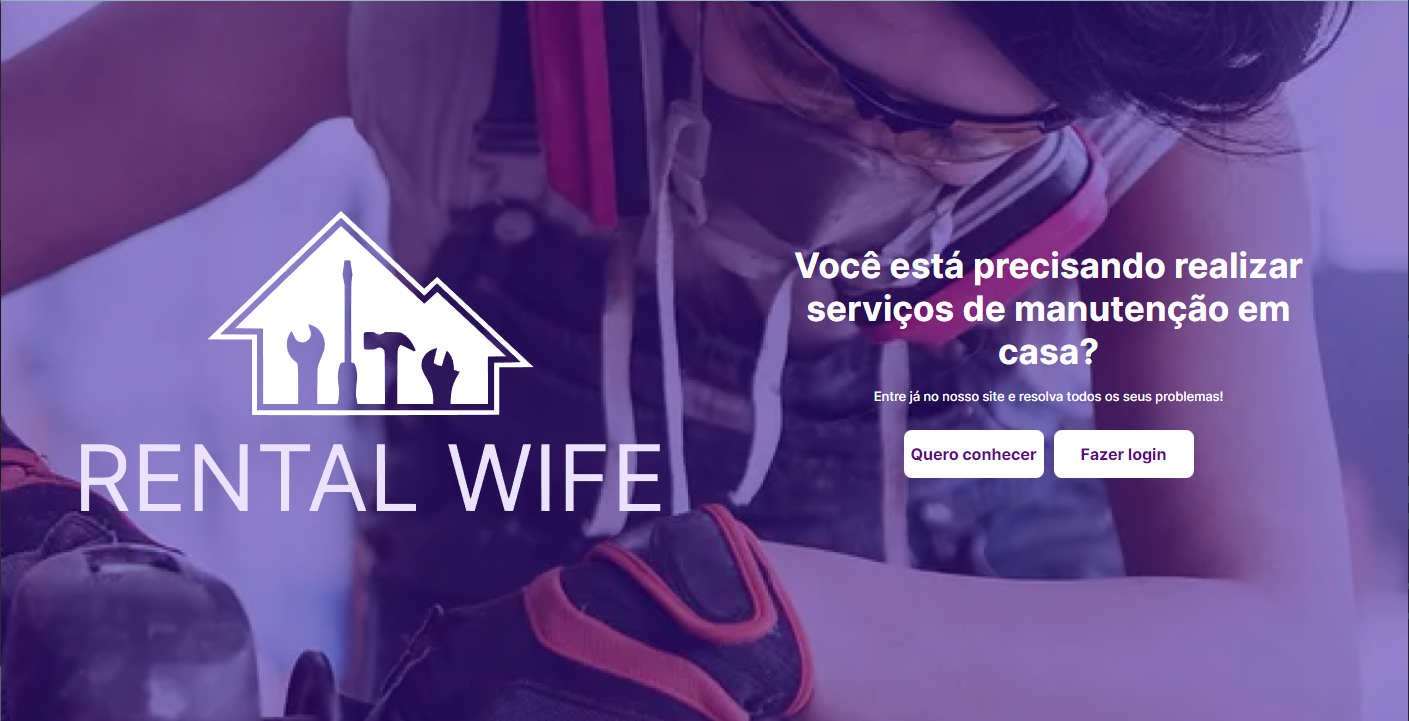 RENTAL WIFE
Você está precisando realizar
serviços de manutenção em
casa?
Entre já no nosso site e resolva todos os seus problemas!
Quero conhecer
Fazer login